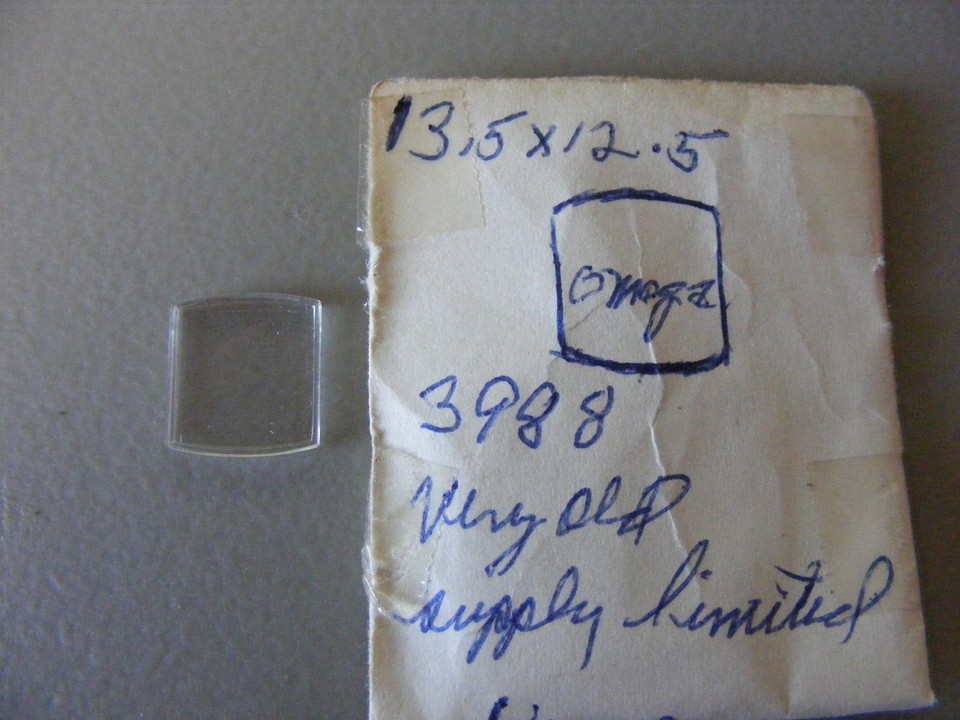 13.5x12.5
Omega
3988
Very old
supply limited